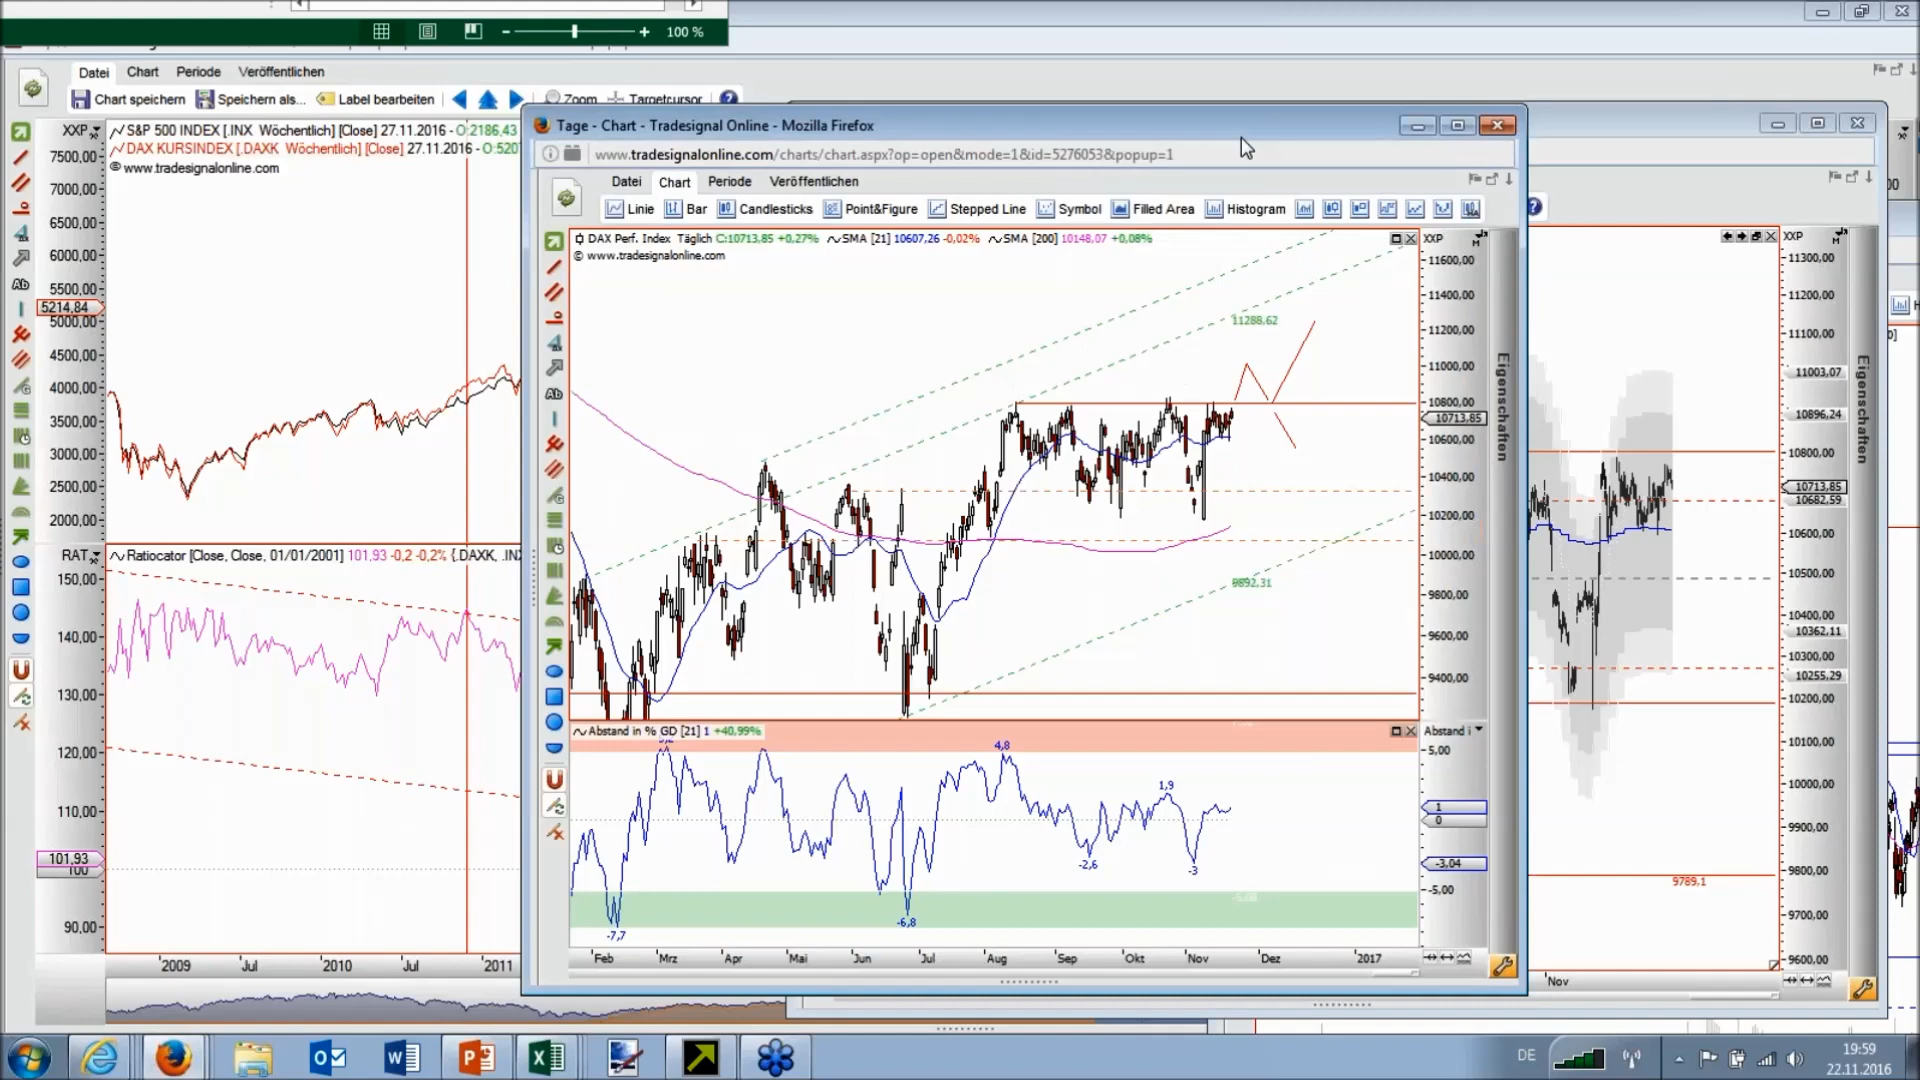 100 %
Datei Chart Periode Veröffentlichen
Chart speichern Speichern als... Label bearbeiten Zoom Targetcursor
XXP
S&P 500 INDEX [.INX Wöchentlich] [Close] 27.11.2016 - O:2186,43
DAX KURSINDEX [.DAXK Wöchentlich] [Close] 27.11.2016 - O:520
© www.tradesignalonline.com
7500,00
7000,00
6500,00
6000,00
5500,00
5214,84
5000,00
4500,00
4000,00
3500,00
3000,00
2500,00
2000,00
RAT
Ratiocator [Close, Close, 01/01/2001] 101,93 -0,2 -0,2% {.DAXK, .IN
150,00
140,00
130,00
120,00
110,00
101,93
100
90,00
2009 Jul 2010 Jul 2011
Ab
Tage - Chart - Tradesignal Online - Mozilla Firefox
www.tradesignalonline.com/charts/chart.aspx?op=open&mode=1&id=5276053&popup=1
Datei Chart Periode Veröffentlichen
Linie Bar Candlesticks Point&Figure Stepped Line Symbol Filled Area Histogram
DAX Perf. Index Täglich C:10713,85 +0,27% SMA [21] 10607,26 -0,02% SMA [200] 10148,07 +0,08%
© www.tradesignalonline.com
XXP
11600,00
11400,00
11288,62
11200,00
11000,00
10800,00
10713,85
10600,00
10400,00
10200,00
10000,00
9892,31
9800,00
9600,00
9400,00
Eigenschaften
Ab
Abstand in % GD [21] 1 +40,99%
Abstand i
5,00
4,8
1,9
1
0
-2,6
-3
-3,04
-5,00
-6,8
-7,7
Feb Mrz Apr Mai Jun Jul Aug Sep Okt Nov Dez 2017
XXP
11300,00
11200,00
11100,00
11003,07
10896,24
10800,00
10713,85
10682,59
10600,00
10500,00
10400,00
10362,11
10300,00
10255,29
10200,00
10100,00
10000,00
9900,00
9800,00
9789,1
9700,00
9600,00
Eigenschaften
Nov
DE
19:59
22.11.2016